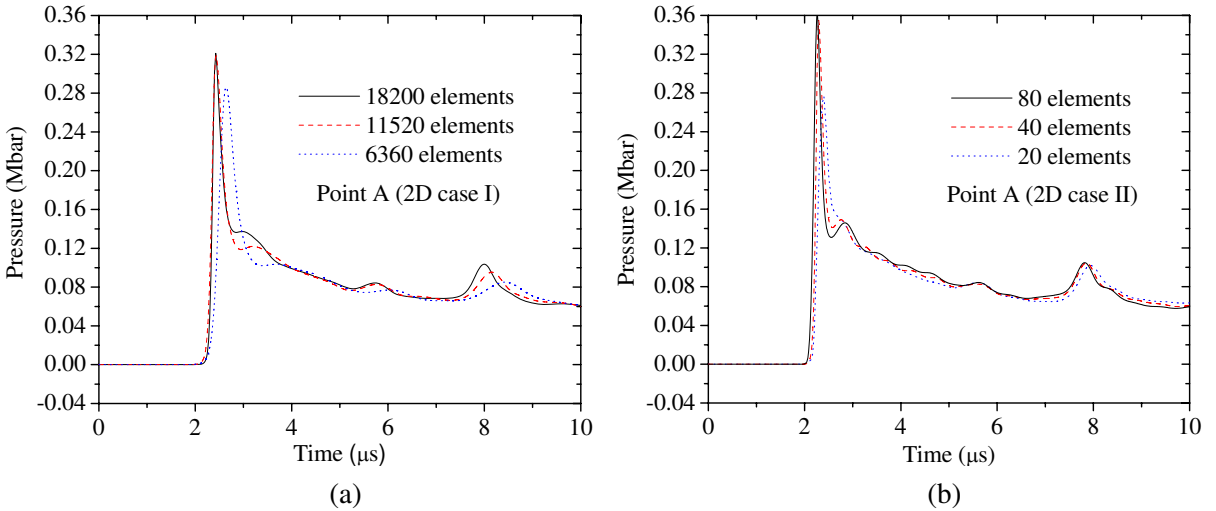 0.36
0.32
0.28
0.24
0.20
0.16
0.12
0.08
0.04
0.00
-0.04
Pressure (Mbar)
18200 elements
11520 elements
6360 elements
Point A (2D case I)
0 2 4 6 8 10
Time (μs)
(a)
0.36
0.32
0.28
0.24
0.20
0.16
0.12
0.08
0.04
0.00
-0.04
Pressure (Mbar)
80 elements
40 elements
20 elements
Point A (2D case II)
0 2 4 6 8 10
Time (μs)
(b)